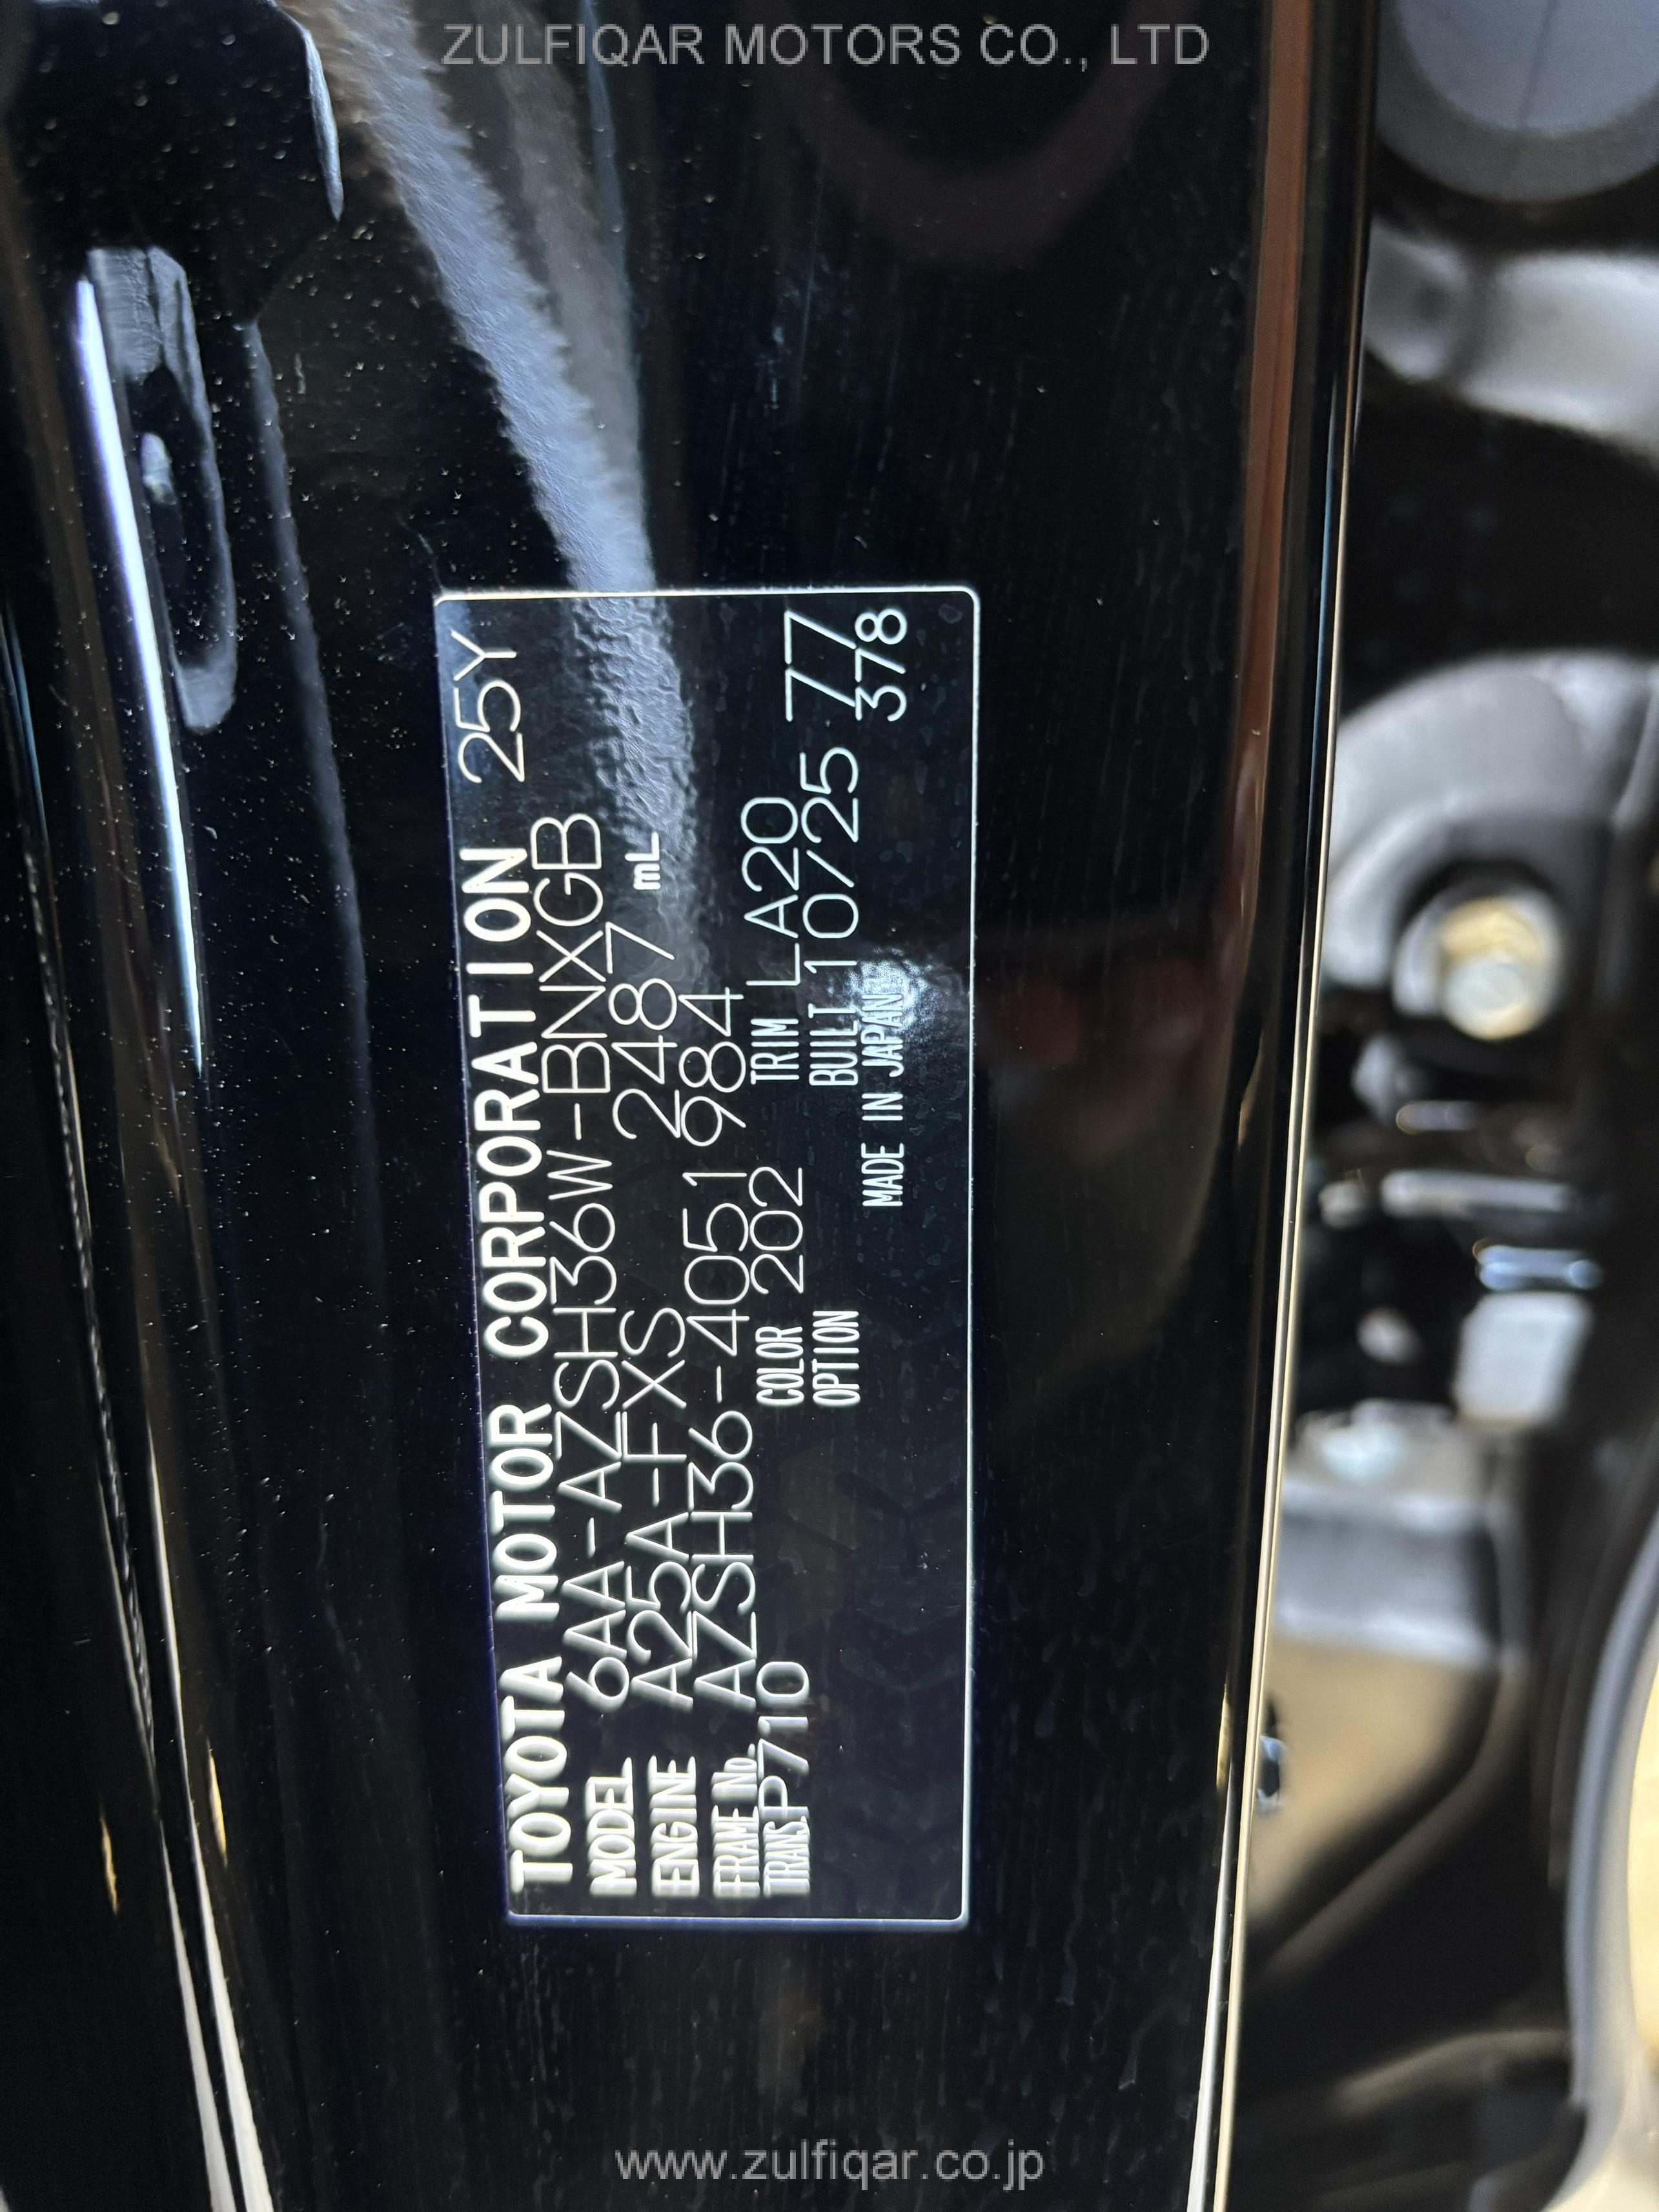 ZULFIQAR MOTORS CO., LTD
TOYOTA MOTOR CORPORATION 25Y
MODEL 6AA-AZSH36W-BNXGB
ENGINE A25A-FXS 2487 mL
FRAME No. AZSH36-4051984
TRANS. P710 COLOR 202 TRIM LA20
OPTION BUILT 10/25 77
MADE IN JAPAN 378
www.zulfiqar.co.jp